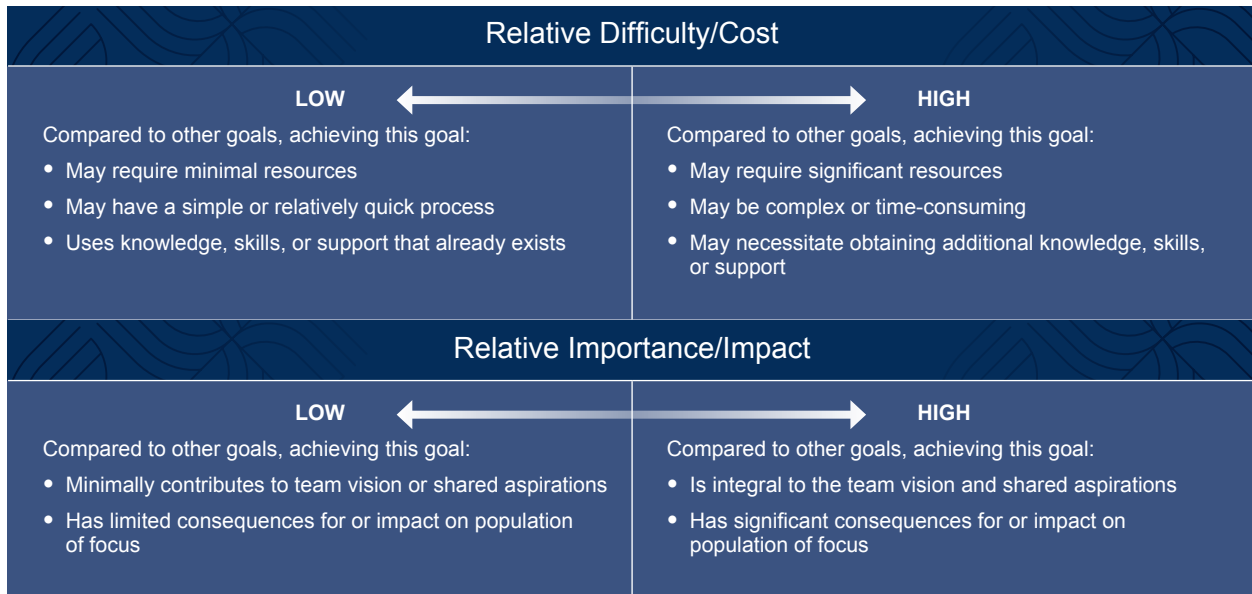 Relative Difficulty/Cost
LOW
Compared to other goals, achieving this goal:
• May require minimal resources
• May have a simple or relatively quick process
• Uses knowledge, skills, or support that already exists
HIGH
Compared to other goals, achieving this goal:
• May require significant resources
• May be complex or time-consuming
• May necessitate obtaining additional knowledge, skills,
or support
Relative Importance/Impact
LOW
Compared to other goals, achieving this goal:
• Minimally contributes to team vision or shared aspirations
• Has limited consequences for or impact on population
of focus
HIGH
Compared to other goals, achieving this goal:
• Is integral to the team vision and shared aspirations
• Has significant consequences for or impact on
population of focus